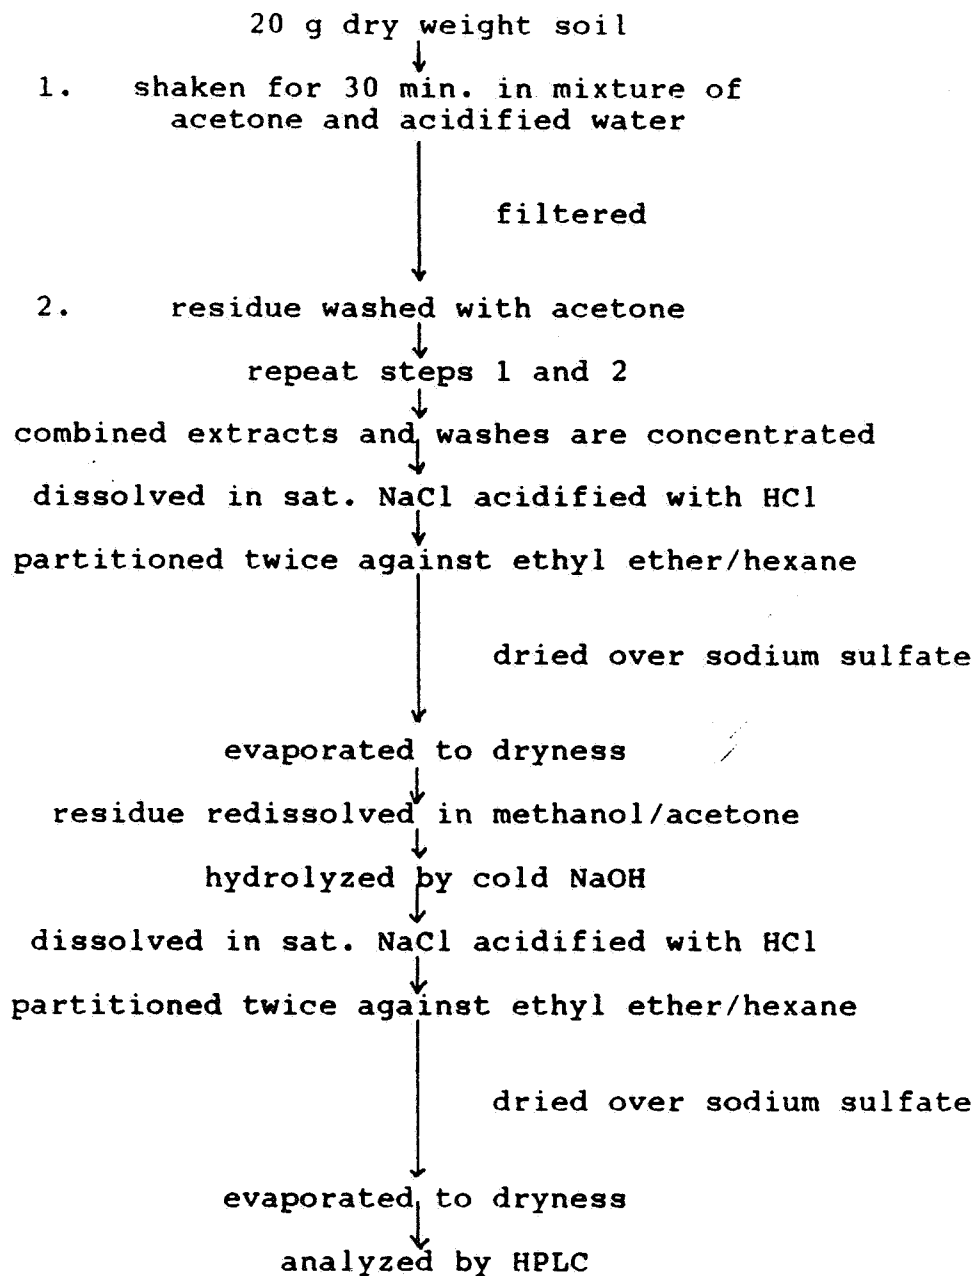 20 g dry weight soil
1. shaken for 30 min. in mixture of
acetone and acidified water
filtered
2. residue washed with acetone
repeat steps 1 and 2
combined extracts and washes are concentrated
dissolved in sat. NaCl acidified with HCl
partitioned twice against ethyl ether/hexane
dried over sodium sulfate
evaporated to dryness
residue redissolved in methanol/acetone
hydrolyzed by cold NaOH
dissolved in sat. NaCl acidified with HCl
partitioned twice against ethyl ether/hexane
dried over sodium sulfate
evaporated to dryness
analyzed by HPLC